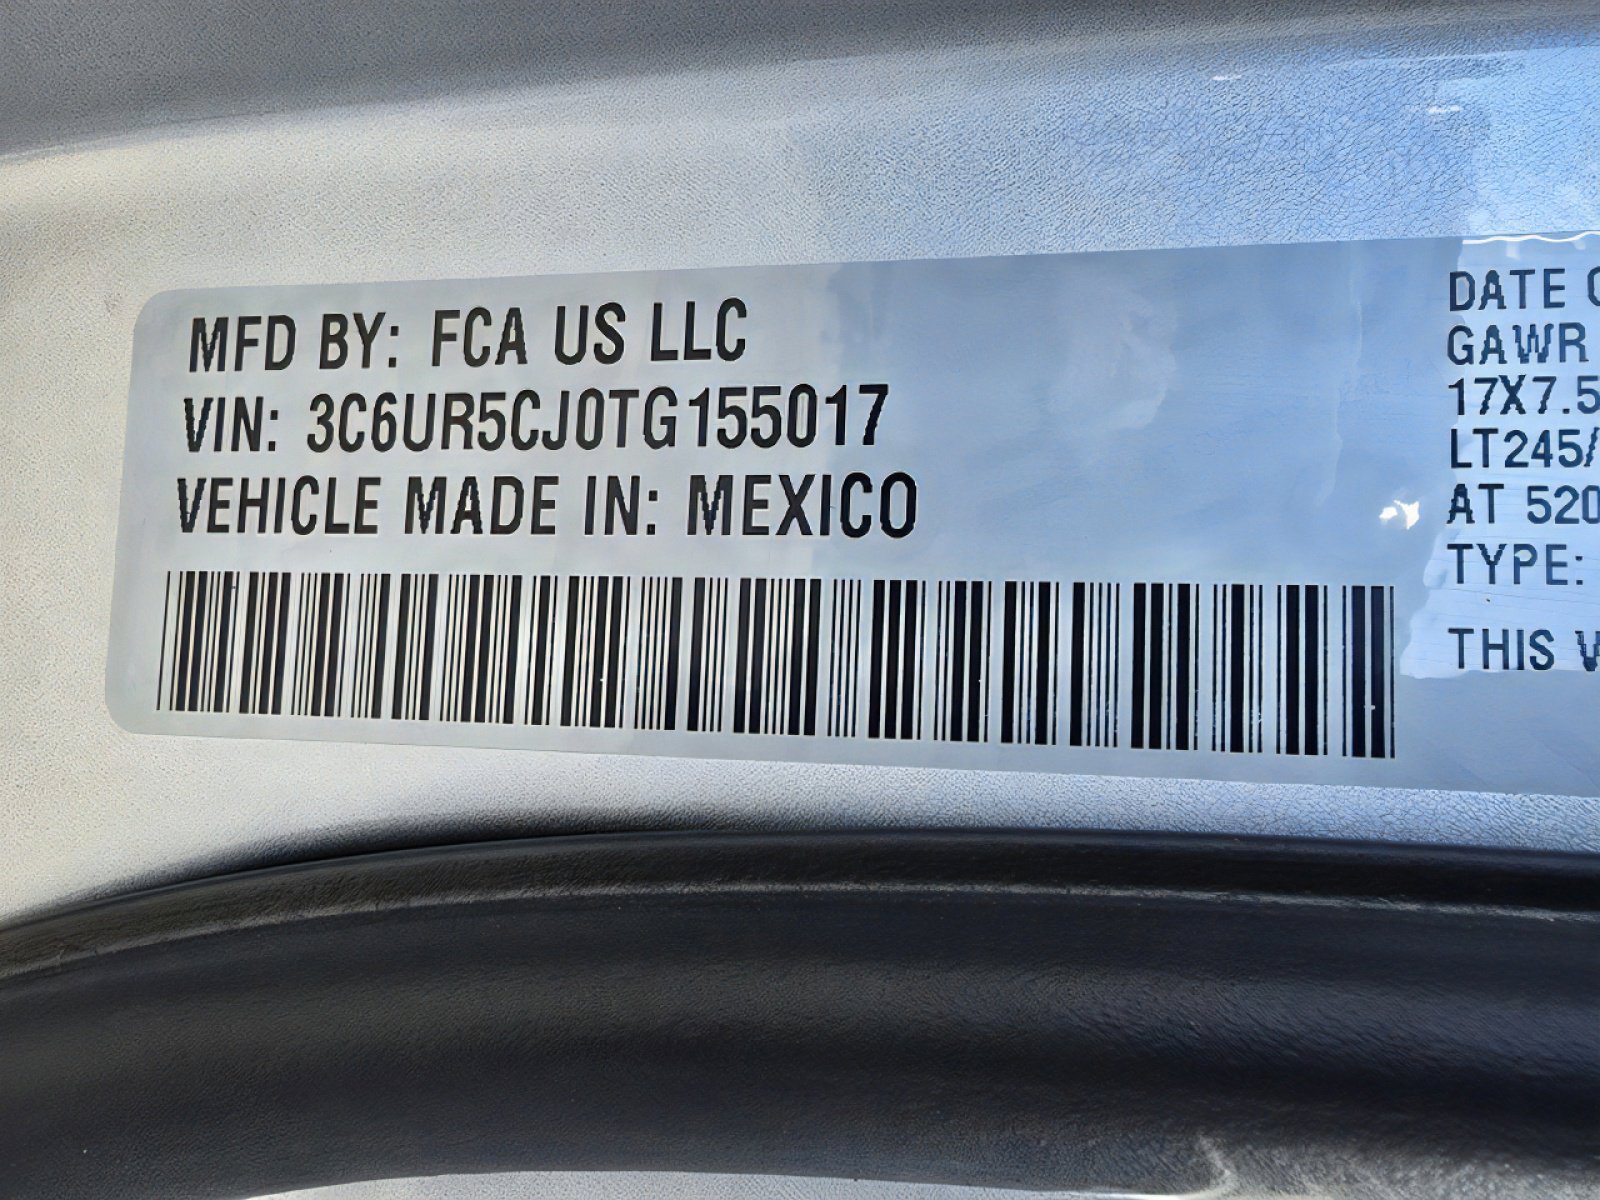 MFD BY: FCA US LLC
VIN: 3C6UR5CJ0TG155017
VEHICLE MADE IN: MEXICO
DATE
GAWR
17X7.5
LT245/
AT 520
TYPE:
THIS